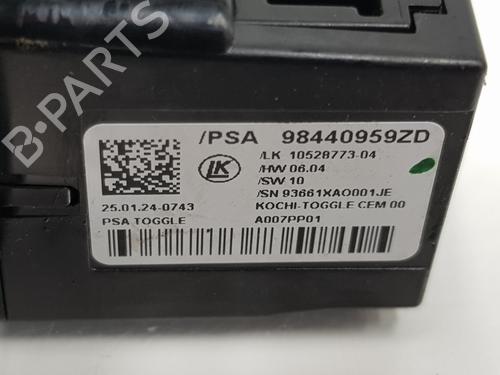 /PSA 98440959ZD
/LK 10528773-04
/HW 06.04
/SW 10
/SN 93661XAO001JE
25.01.24-0743 KOCHI-TOGGLE CEM 00
PSA TOGGLE A007PP01
LK
B-PARTS